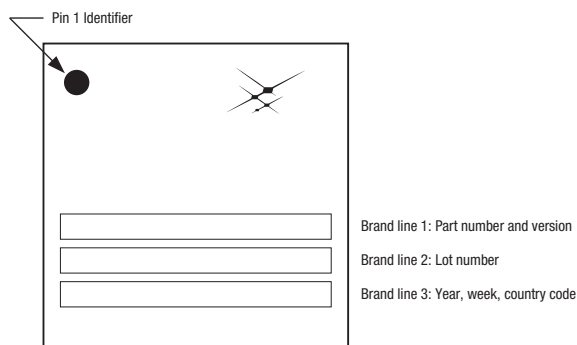 Pin 1 Identifier
Brand line 1: Part number and version
Brand line 2: Lot number
Brand line 3: Year, week, country code